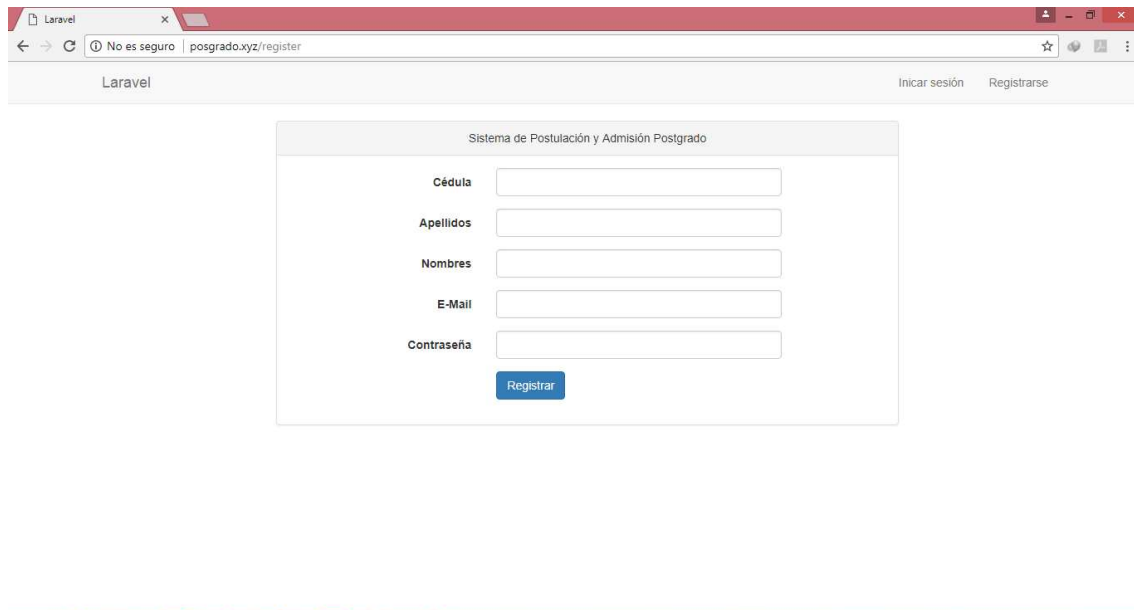 Laravel
No es seguro | posgrado.xyz/register
Laravel
Inicar sesión
Registrarse
Sistema de Postulación y Admisión Postgrado
Cédula
Apellidos
Nombres
E-Mail
Contraseña
Registrar